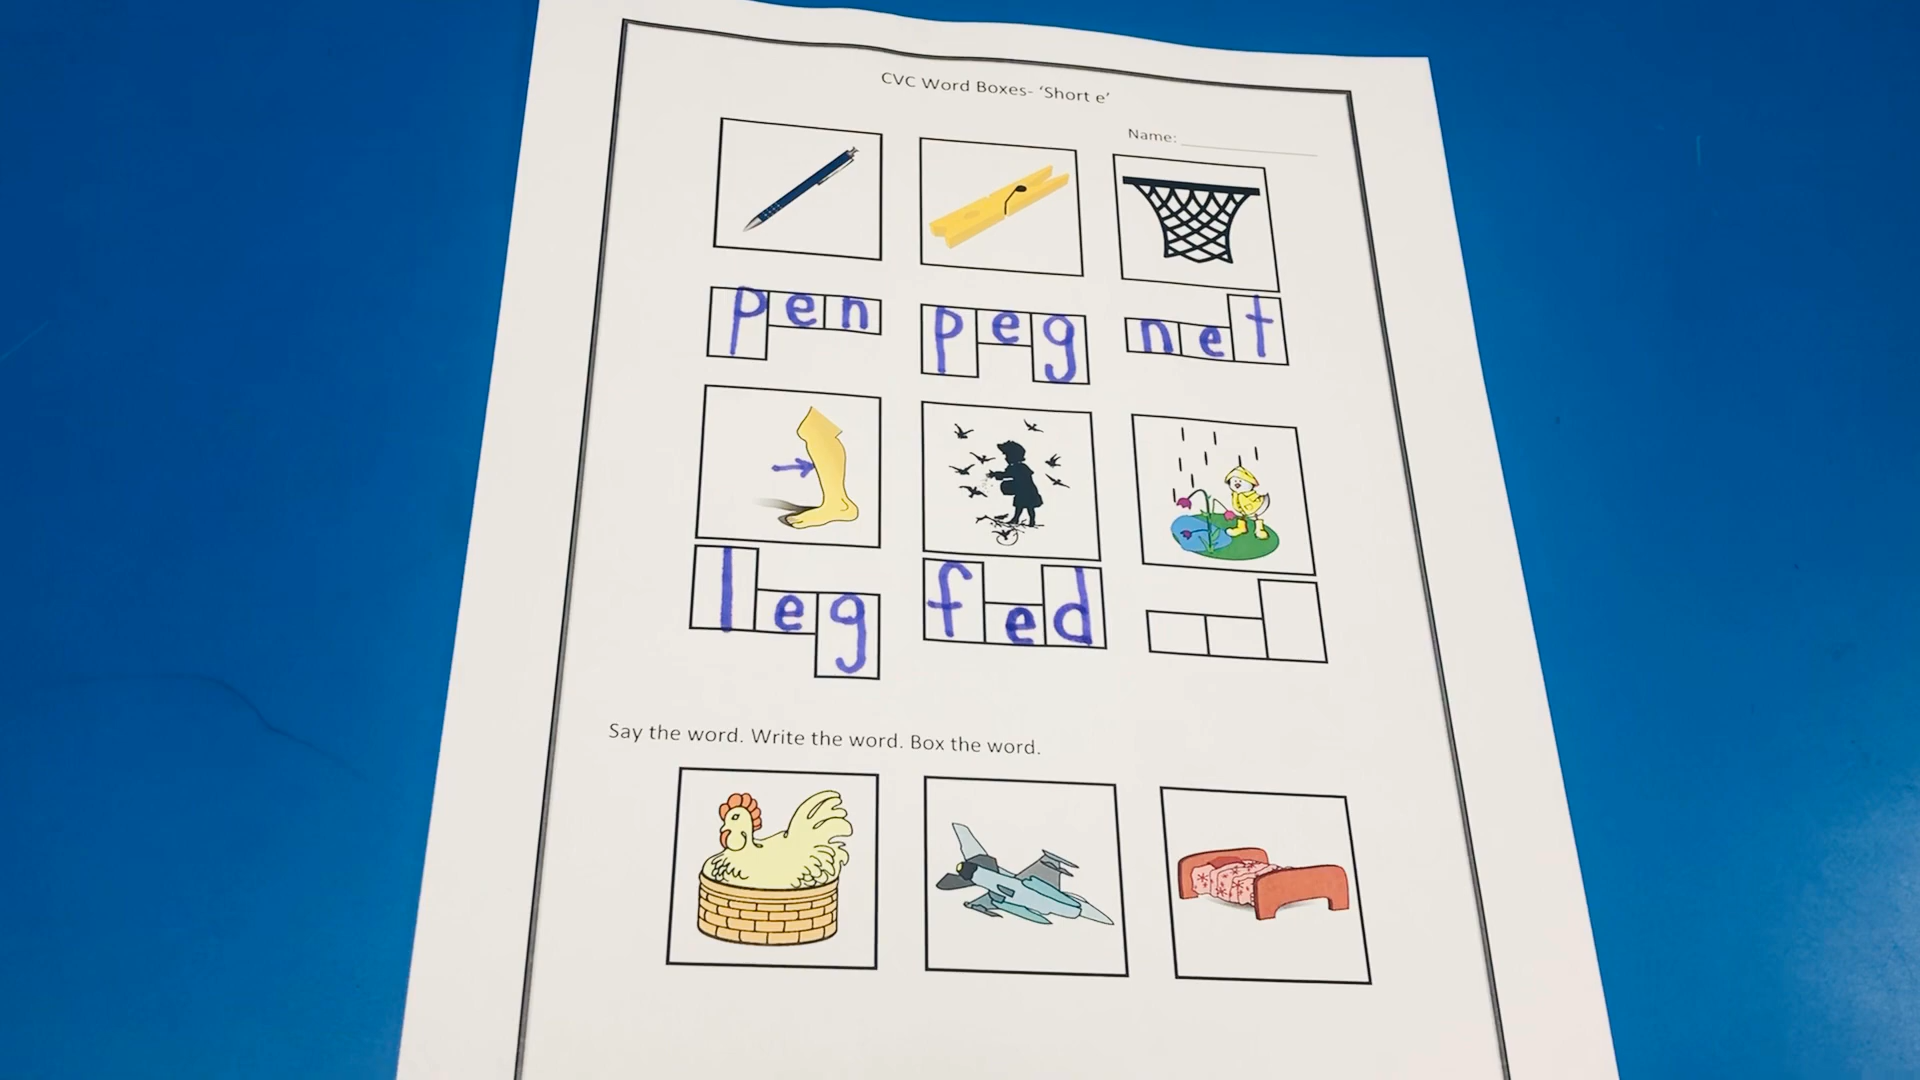 CVC Word Boxes- ‘Short e’
Name:
pen peg net
leg fed
Say the word. Write the word. Box the word.